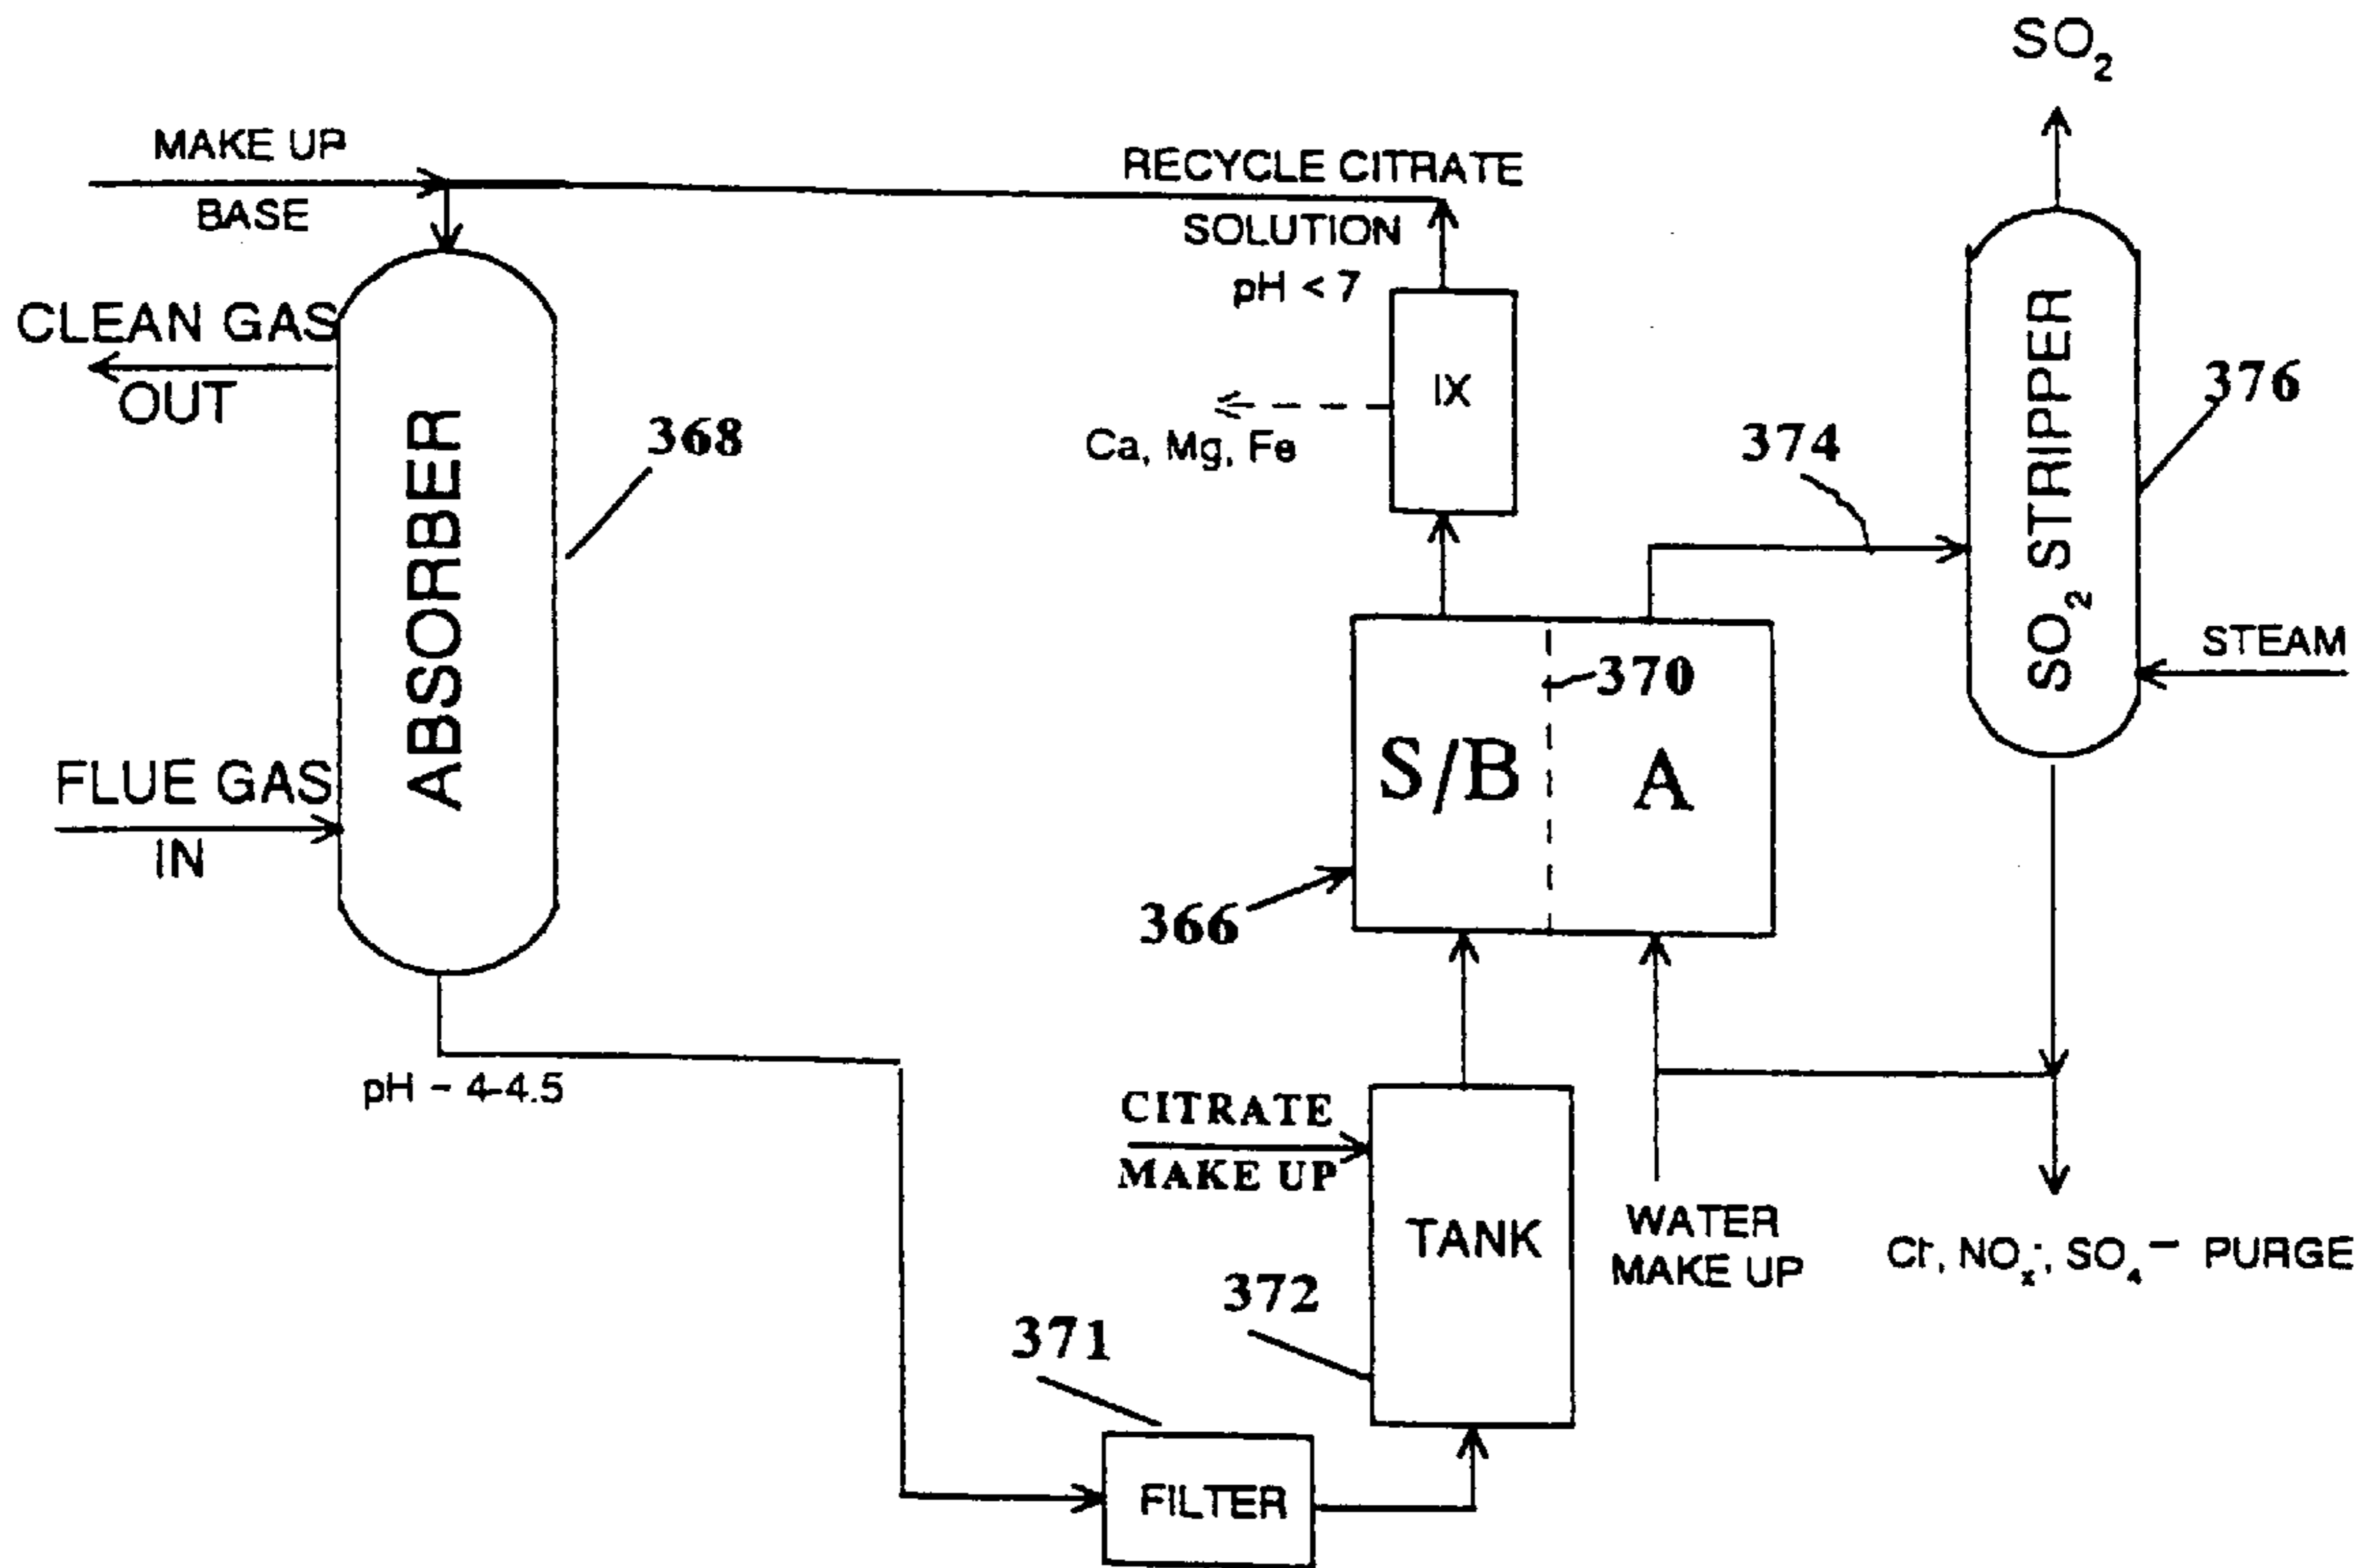 SO₂
MAKE UP
BASE
RECYCLE CITRATE
SOLUTION
pH < 7
CLEAN GAS
OUT
ABSORBER
368
IX
Ca, Mg, Fe
374
SO₂ STRIPPER
376
STEAM
370
S/B
A
FLUE GAS
IN
366
pH - 4-4.5
CITRATE
MAKE UP
TANK
WATER
MAKE UP
Cl⁻, NOₓ⁻, SO₄⁻ PURGE
372
371
FILTER